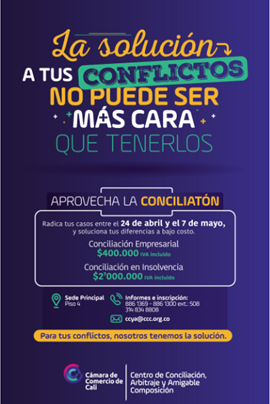 La solución
A TUS CONFLICTOS
NO PUEDE SER
MÁS CARA
QUE TENERLOS
APROVECHA LA CONCILIATÓN
Radica tus casos entre el 24 de abril y el 7 de mayo,
y soluciona tus diferencias a bajo costo.
Conciliación Empresarial
$400.000 IVA incluido
Conciliación en Insolvencia
$2'000.000 IVA incluido
Sede Principal
Piso 4
Informes e inscripción:
886 1369 - 886 1300 ext.: 508
314 834 8808
ccya@ccc.org.co
Para tus conflictos, nosotros tenemos la solución.
Cámara de
Comercio de
Cali
Centro de Conciliación,
Arbitraje y Amigable
Composición